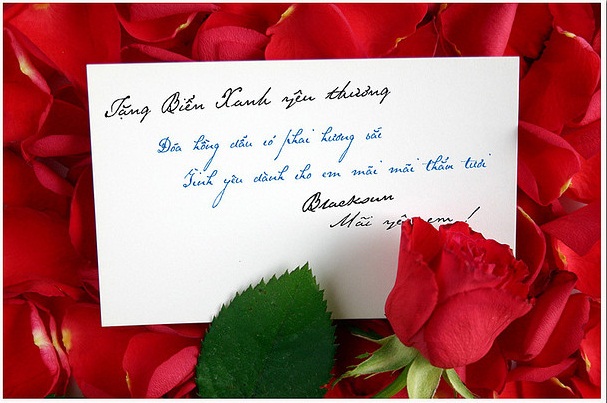 Tặng Biển Xanh yêu thương
Đóa hồng dẫu có phai hương sắc
Tình yêu dành cho em mãi mãi thắm tươi
Blacksun
Mãi yêu em !